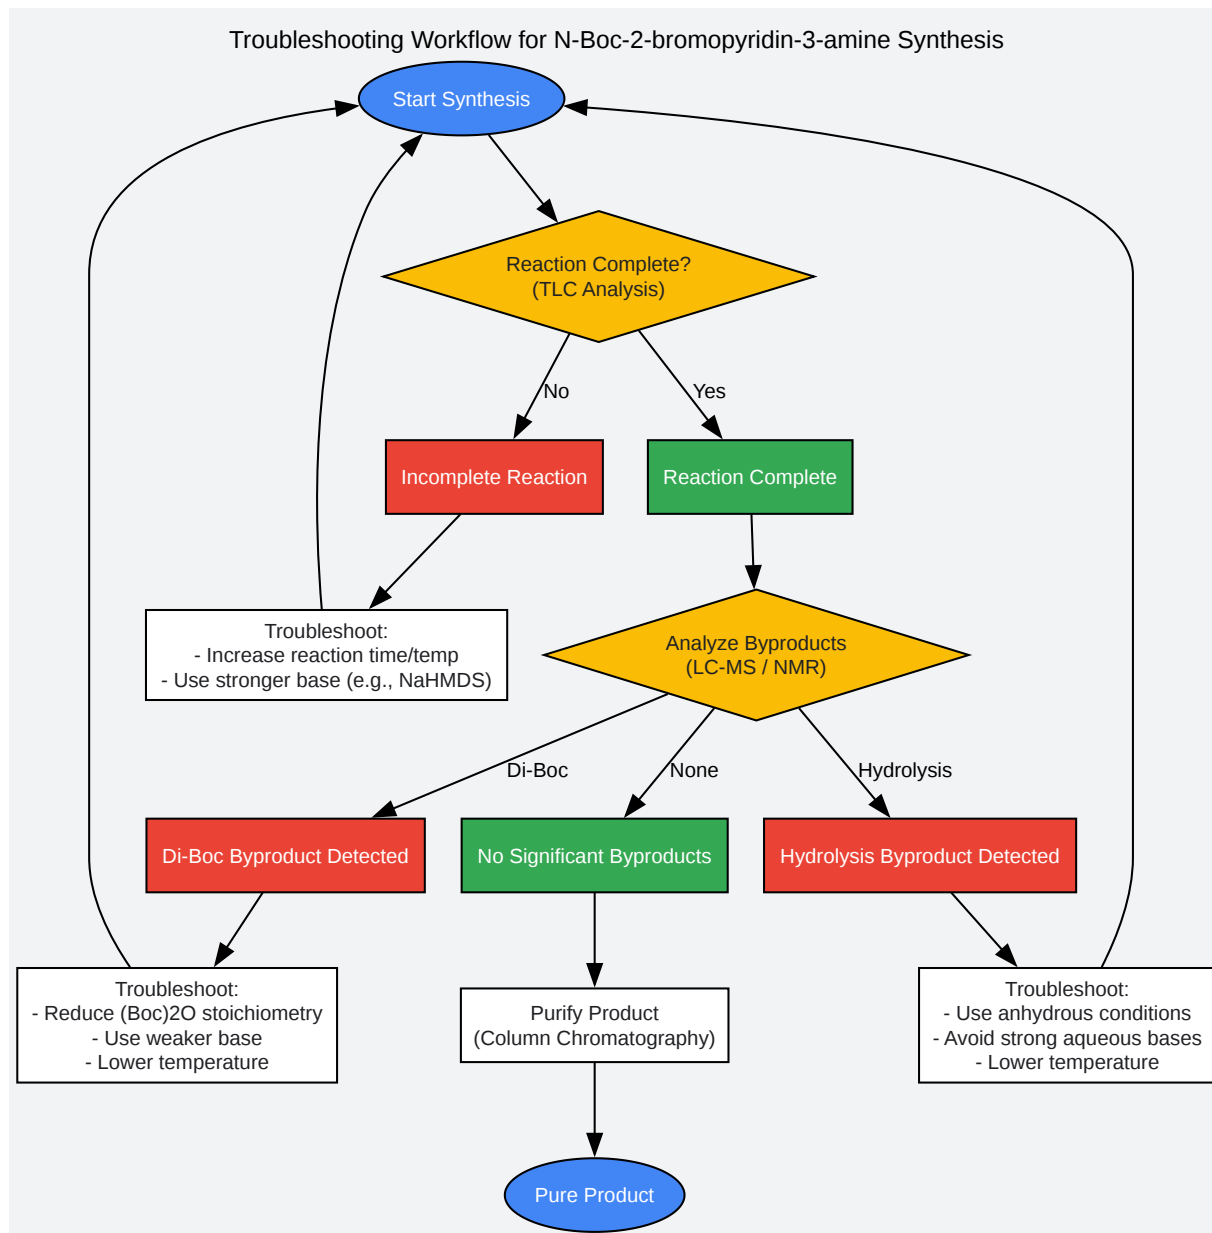 Troubleshooting Workflow for N-Boc-2-bromopyridin-3-amine Synthesis
Start Synthesis
Reaction Complete?
(TLC Analysis)
No
Yes
Incomplete Reaction
Reaction Complete
Troubleshoot:
- Increase reaction time/temp
- Use stronger base (e.g., NaHMDS)
Analyze Byproducts
(LC-MS / NMR)
Di-Boc
None
Hydrolysis
Di-Boc Byproduct Detected
No Significant Byproducts
Hydrolysis Byproduct Detected
Troubleshoot:
- Reduce (Boc)2O stoichiometry
- Use weaker base
- Lower temperature
Purify Product
(Column Chromatography)
Troubleshoot:
- Use anhydrous conditions
- Avoid strong aqueous bases
- Lower temperature
Pure Product